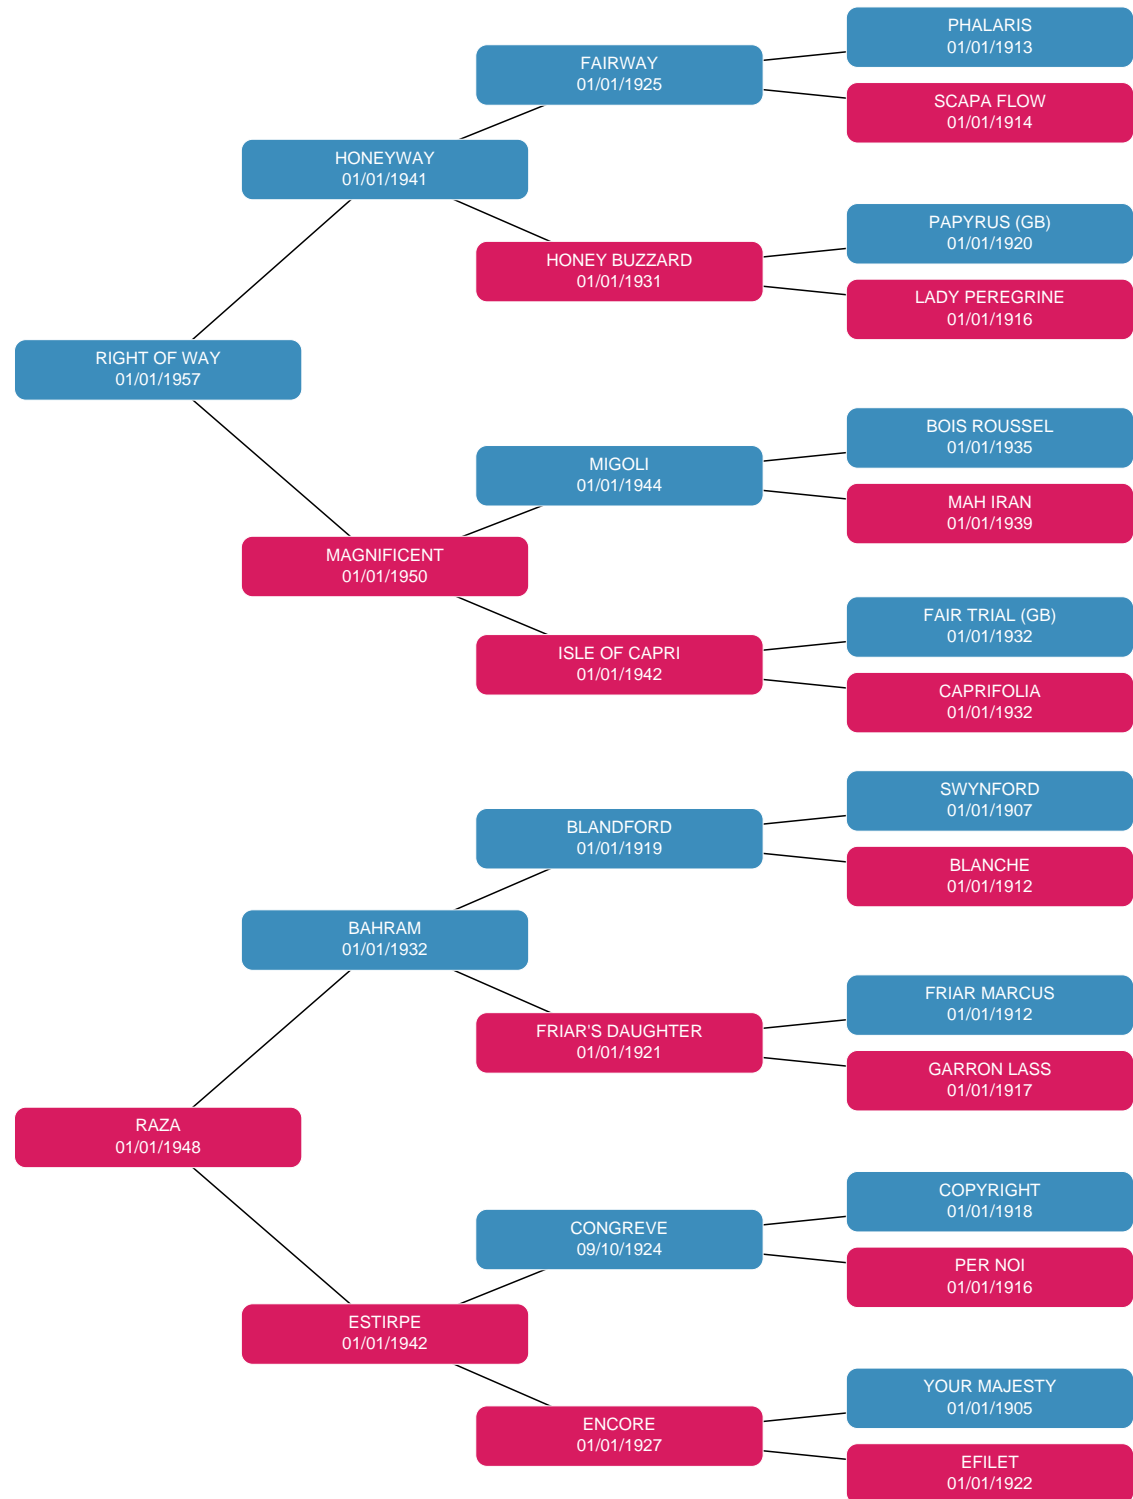 PHALARIS
01/01/1913
FAIRWAY
01/01/1925
SCAPA FLOW
01/01/1914
HONEYWAY
01/01/1941
PAPYRUS (GB)
01/01/1920
HONEY BUZZARD
01/01/1931
LADY PEREGRINE
01/01/1916
RIGHT OF WAY
01/01/1957
BOIS ROUSSEL
01/01/1935
MIGOLI
01/01/1944
MAH IRAN
01/01/1939
MAGNIFICENT
01/01/1950
FAIR TRIAL (GB)
01/01/1932
ISLE OF CAPRI
01/01/1942
CAPRIFOLIA
01/01/1932
SWYNFORD
01/01/1907
BLANDFORD
01/01/1919
BLANCHE
01/01/1912
BAHRAM
01/01/1932
FRIAR MARCUS
01/01/1912
FRIAR'S DAUGHTER
01/01/1921
GARRON LASS
01/01/1917
RAZA
01/01/1948
COPYRIGHT
01/01/1918
CONGREVE
09/10/1924
PER NOI
01/01/1916
ESTIRPE
01/01/1942
YOUR MAJESTY
01/01/1905
ENCORE
01/01/1927
EFILET
01/01/1922